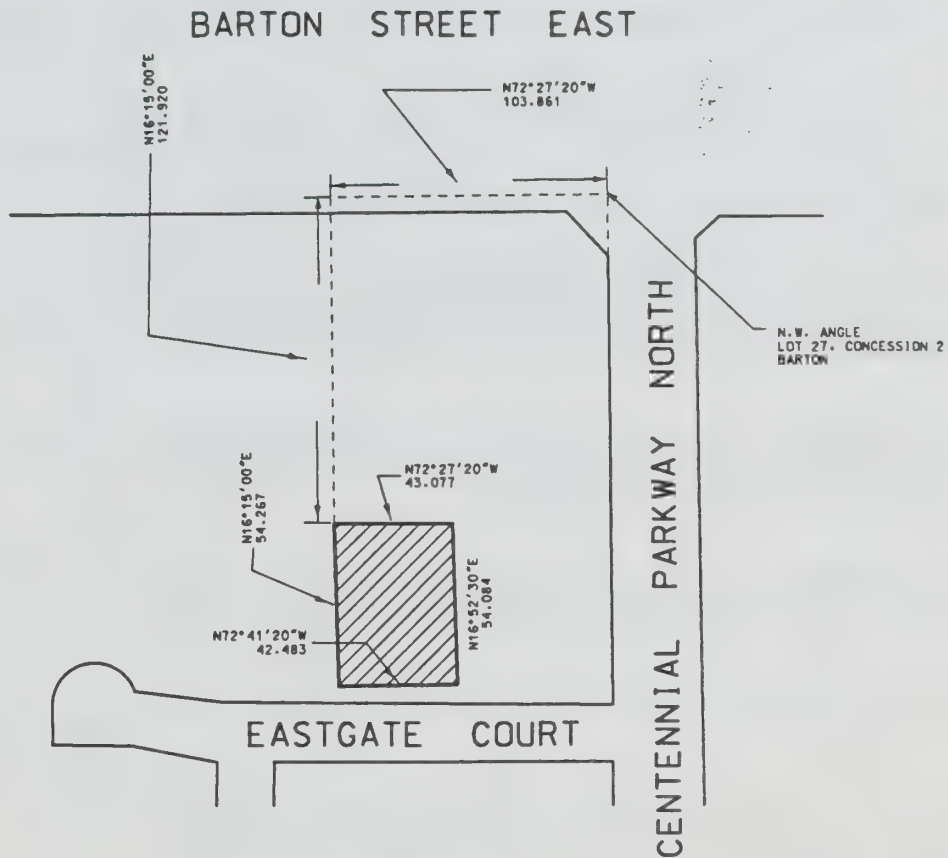 BARTON STREET EAST
N16°15'00"E
121.920
N72°27'20"W
103.861
N.W. ANGLE
LOT 27, CONCESSION 2
BARTON
CENTENNIAL PARKWAY NORTH
N72°27'20"W
43.077
N16°15'00"E
54.267
N16°52'30"E
54.084
N72°41'20"W
42.483
EASTGATE COURT